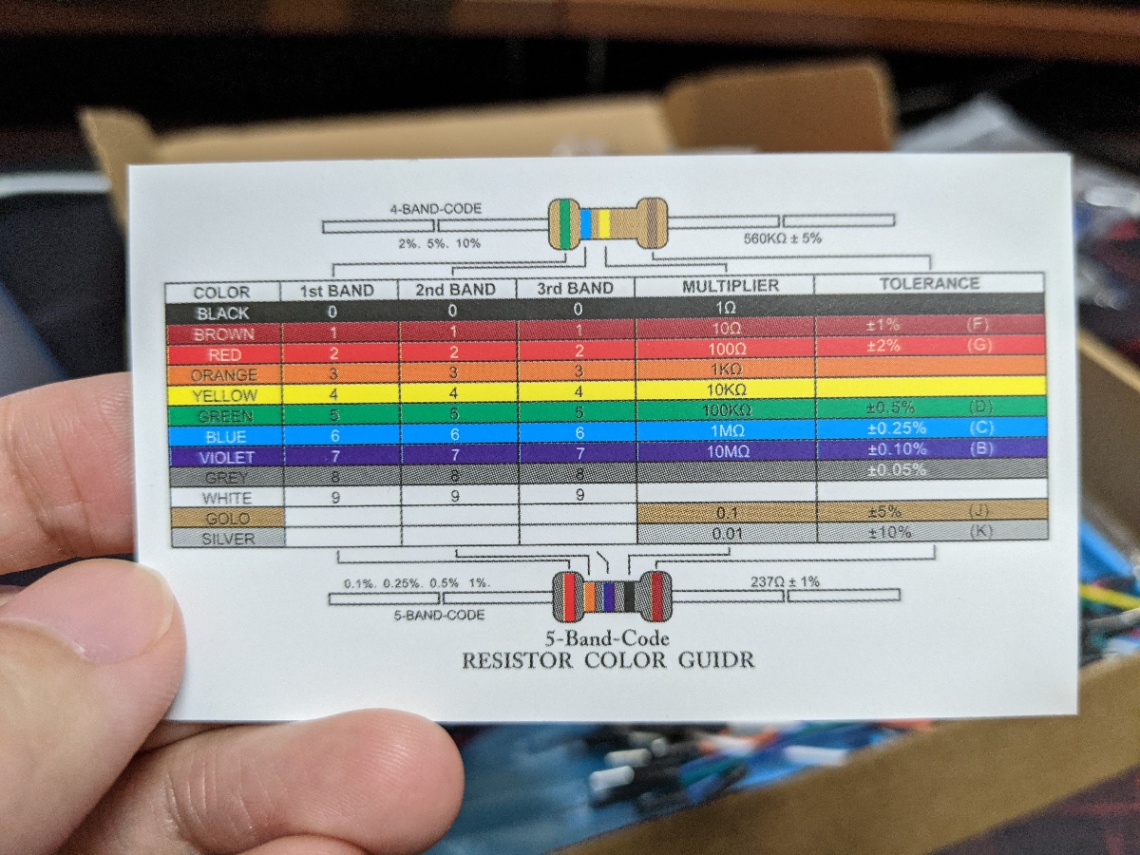 4-BAND-CODE
2%. 5%. 10%
560KΩ ± 5%
COLOR 1st BAND 2nd BAND 3rd BAND MULTIPLIER TOLERANCE
BLACK 0 0 0 1Ω
BROWN 1 1 1 10Ω ±1% (F)
RED 2 2 2 100Ω ±2% (G)
ORANGE 3 3 3 1KΩ
YELLOW 4 4 4 10KΩ
GREEN 5 5 5 100KΩ ±0.5% (D)
BLUE 6 6 6 1MΩ ±0.25% (C)
VIOLET 7 7 7 10MΩ ±0.10% (B)
GREY 8 8 8 ±0.05%
WHITE 9 9 9
GOLO 0.1 ±5% (J)
SILVER 0.01 ±10% (K)
0.1%. 0.25%. 0.5% 1%.
237Ω ± 1%
5-BAND-CODE
5-Band-Code
RESISTOR COLOR GUIDR